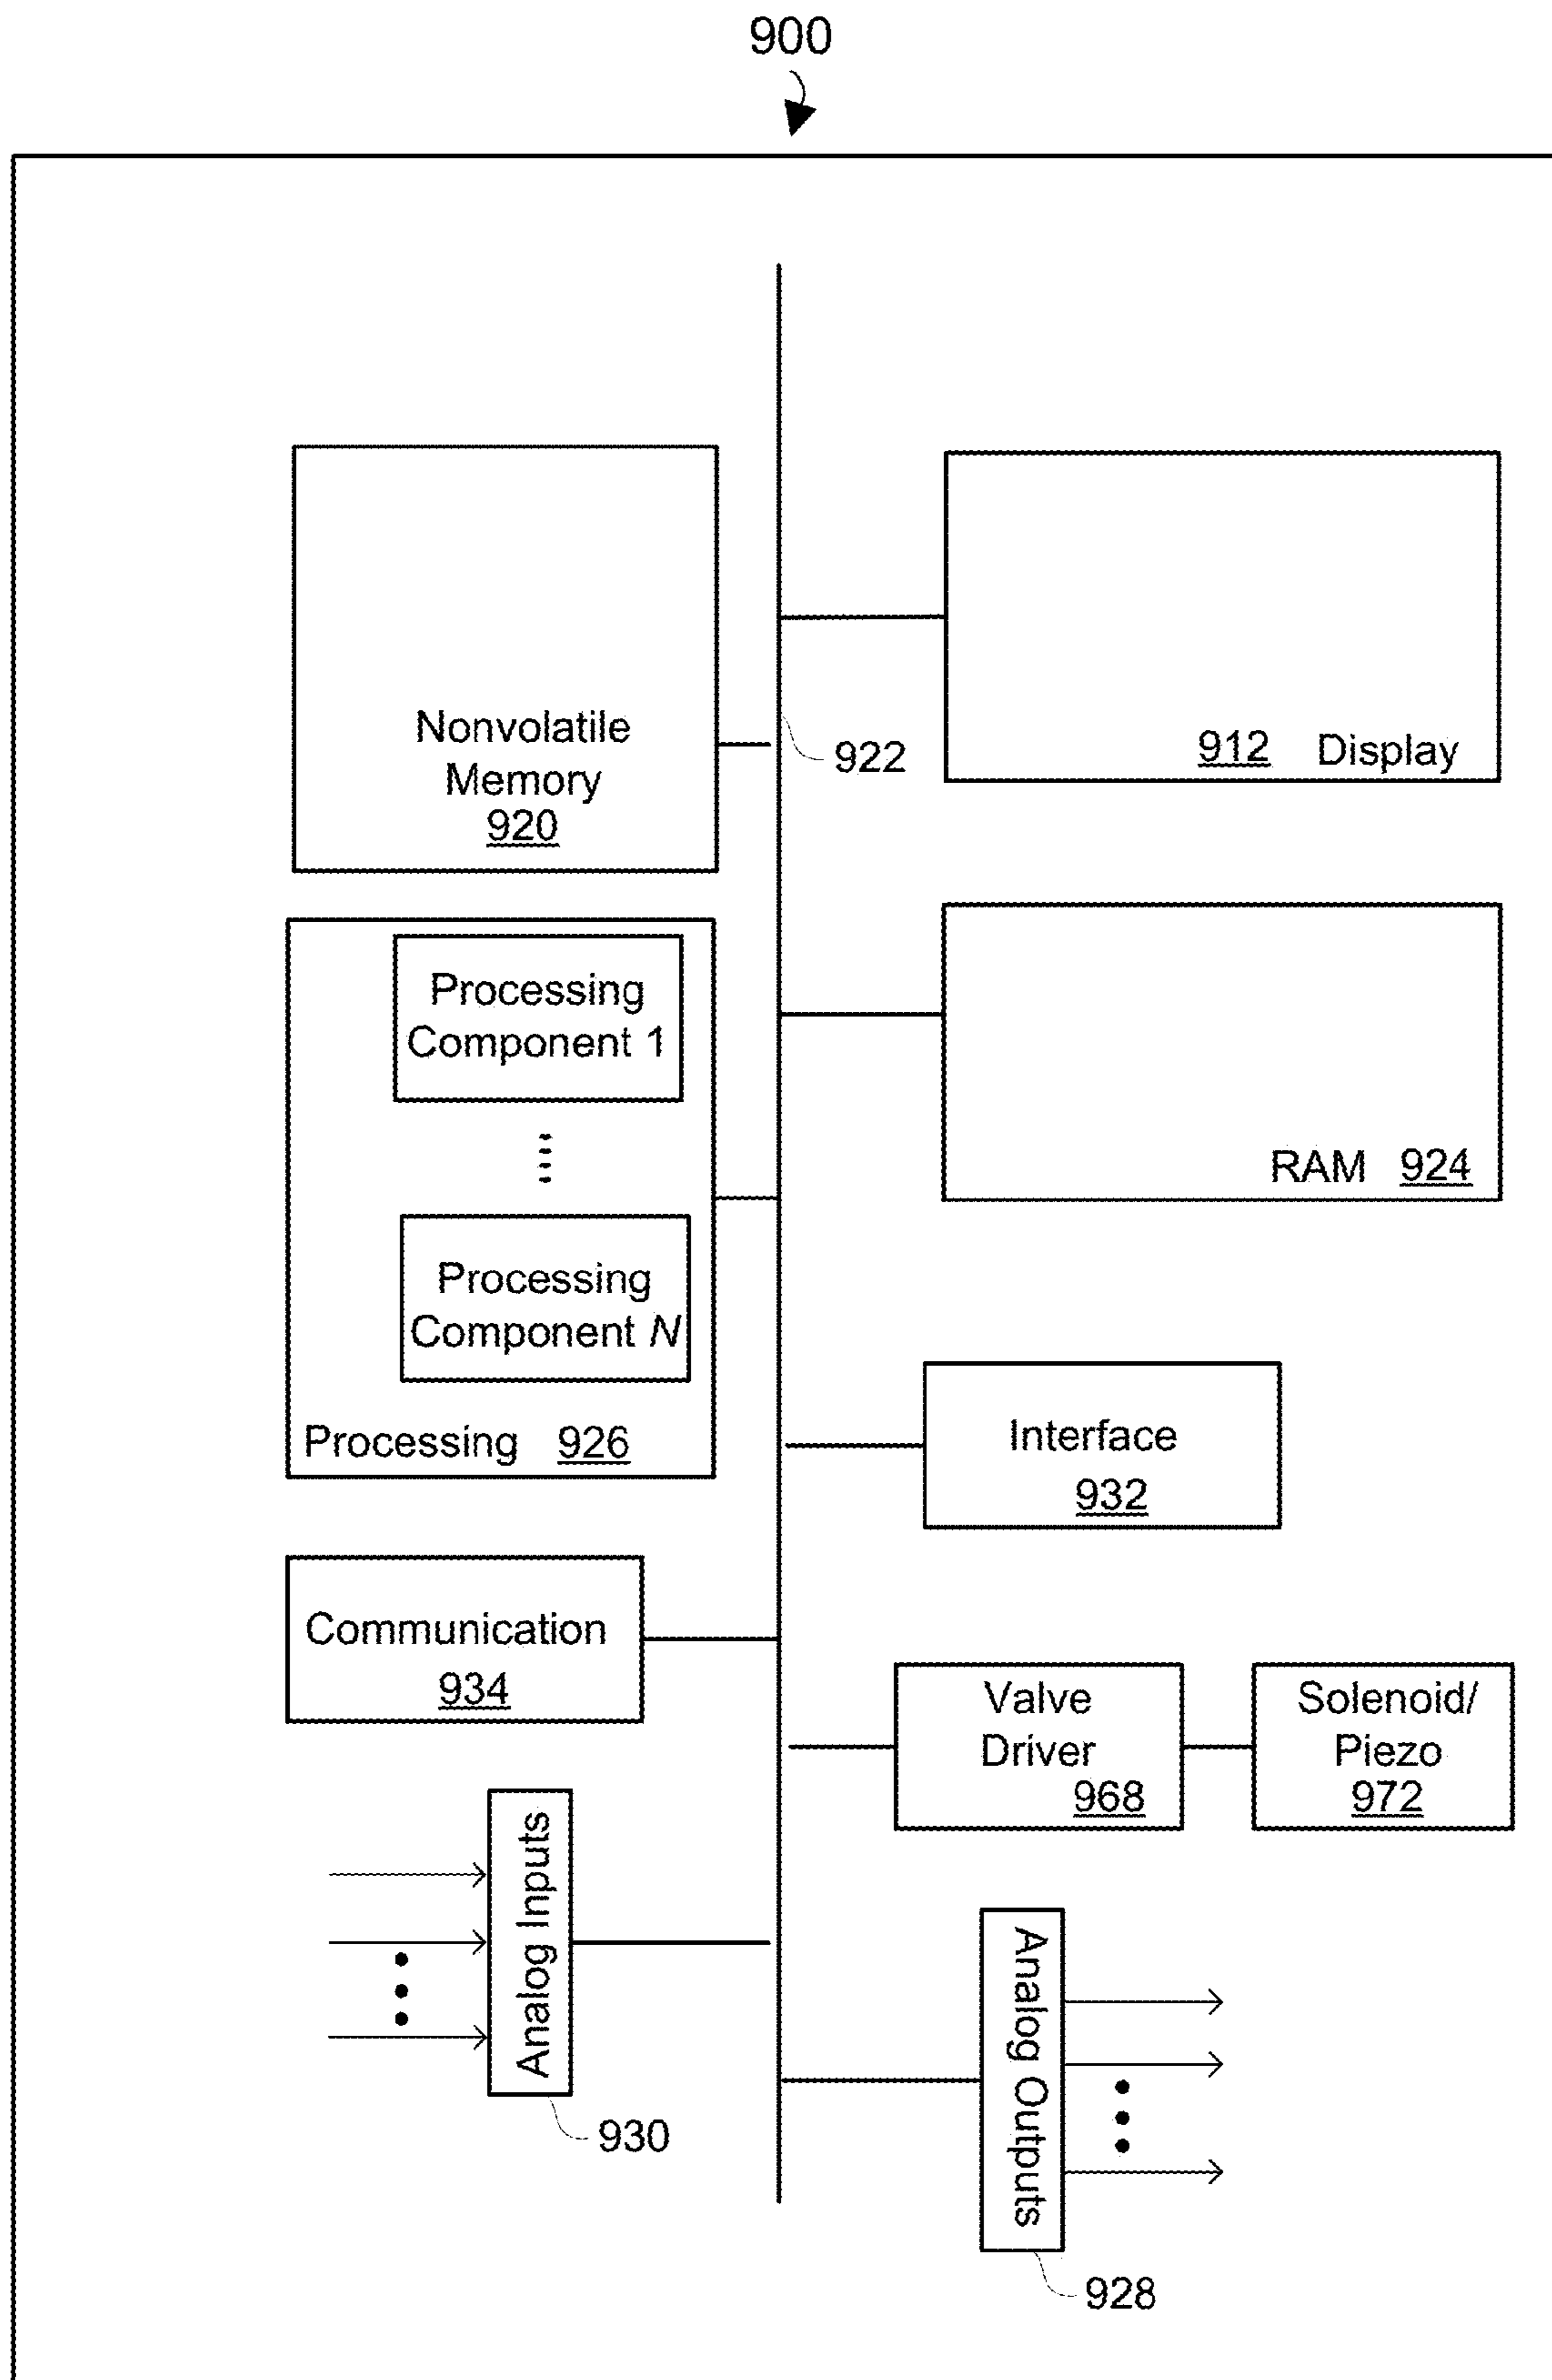 900
Nonvolatile
Memory
920
922
912 Display
Processing
Component 1
Processing
Component N
Processing 926
RAM 924
Interface
932
Communication
934
Valve
Driver
968
Solenoid/
Piezo
972
Analog Inputs
930
Analog Outputs
928